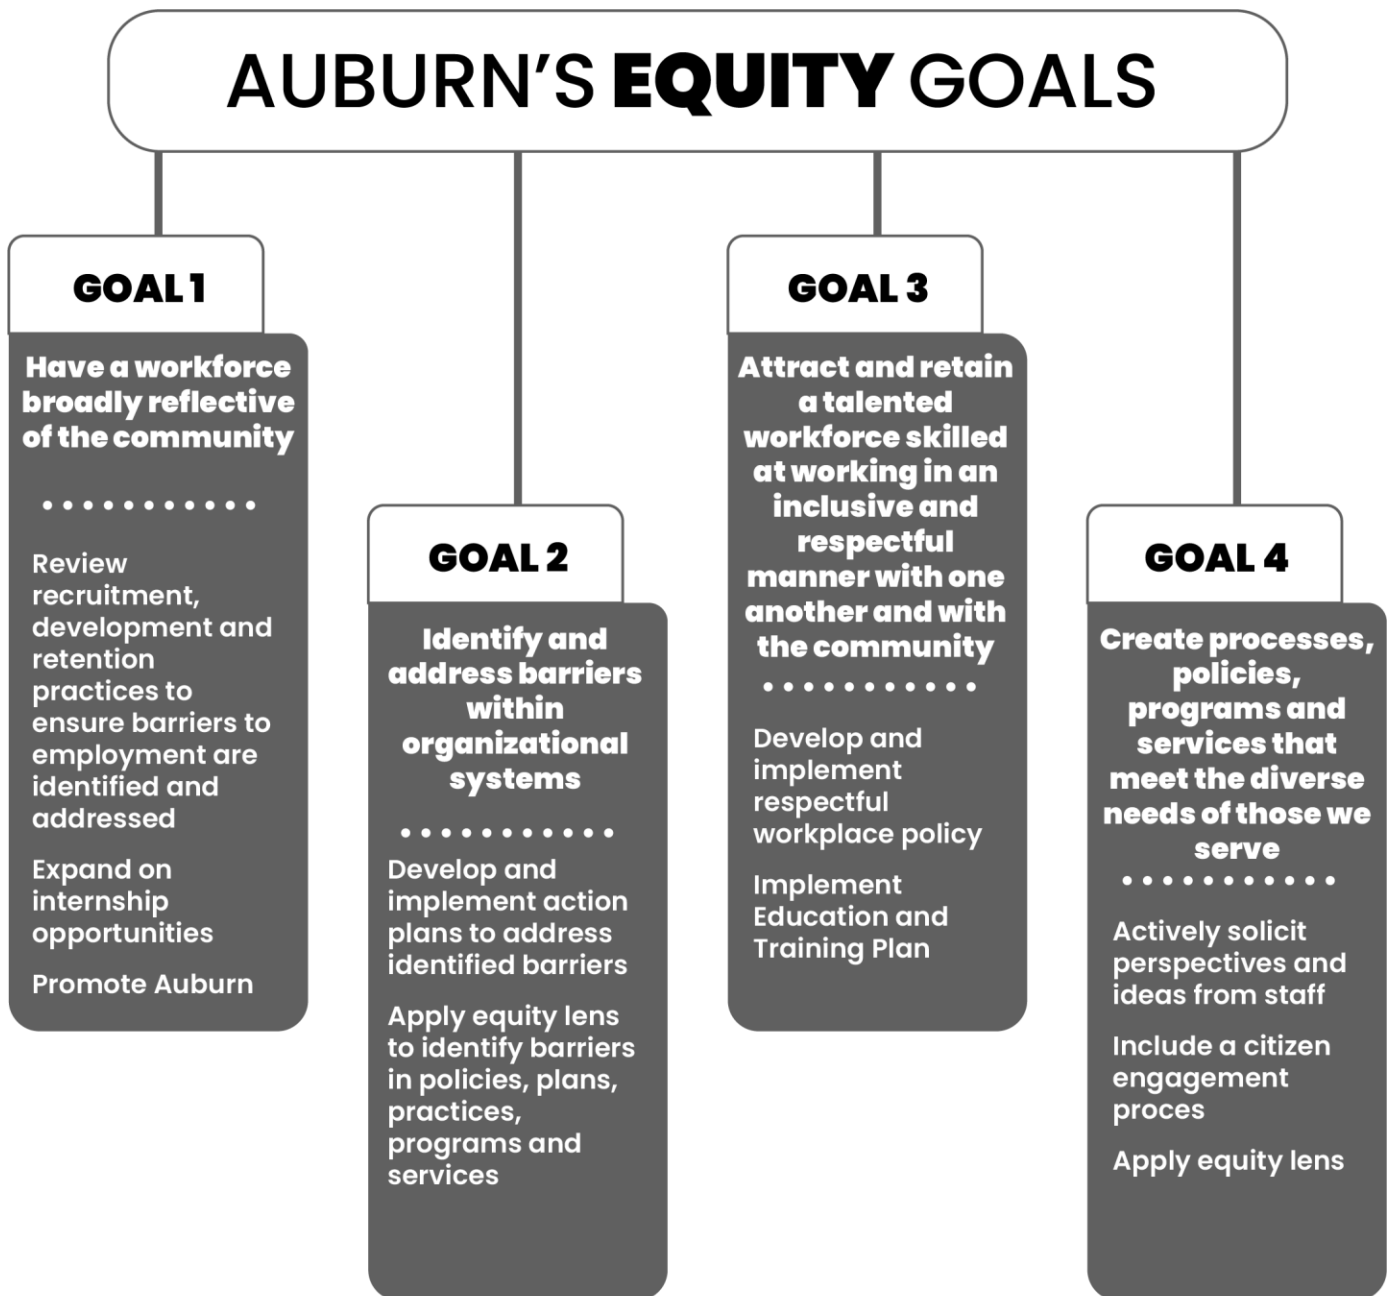 AUBURN'S EQUITY GOALS
GOAL 1
Have a workforce
broadly reflective
of the community
Review
recruitment,
development and
retention
practices to
ensure barriers to
employment are
identified and
addressed
Expand on
internship
opportunities
Promote Auburn
GOAL 2
Identify and
address barriers
within
organizational
systems
Develop and
implement action
plans to address
identified barriers
Apply equity lens
to identify barriers
in policies, plans,
practices,
programs and
services
GOAL 3
Attract and retain
a talented
workforce skilled
at working in an
inclusive and
respectful
manner with one
another and with
the community
Develop and
implement
respectful
workplace policy
Implement
Education and
Training Plan
GOAL 4
Create processes,
policies,
programs and
services that
meet the diverse
needs of those we
serve
Actively solicit
perspectives and
ideas from staff
Include a citizen
engagement
proces
Apply equity lens